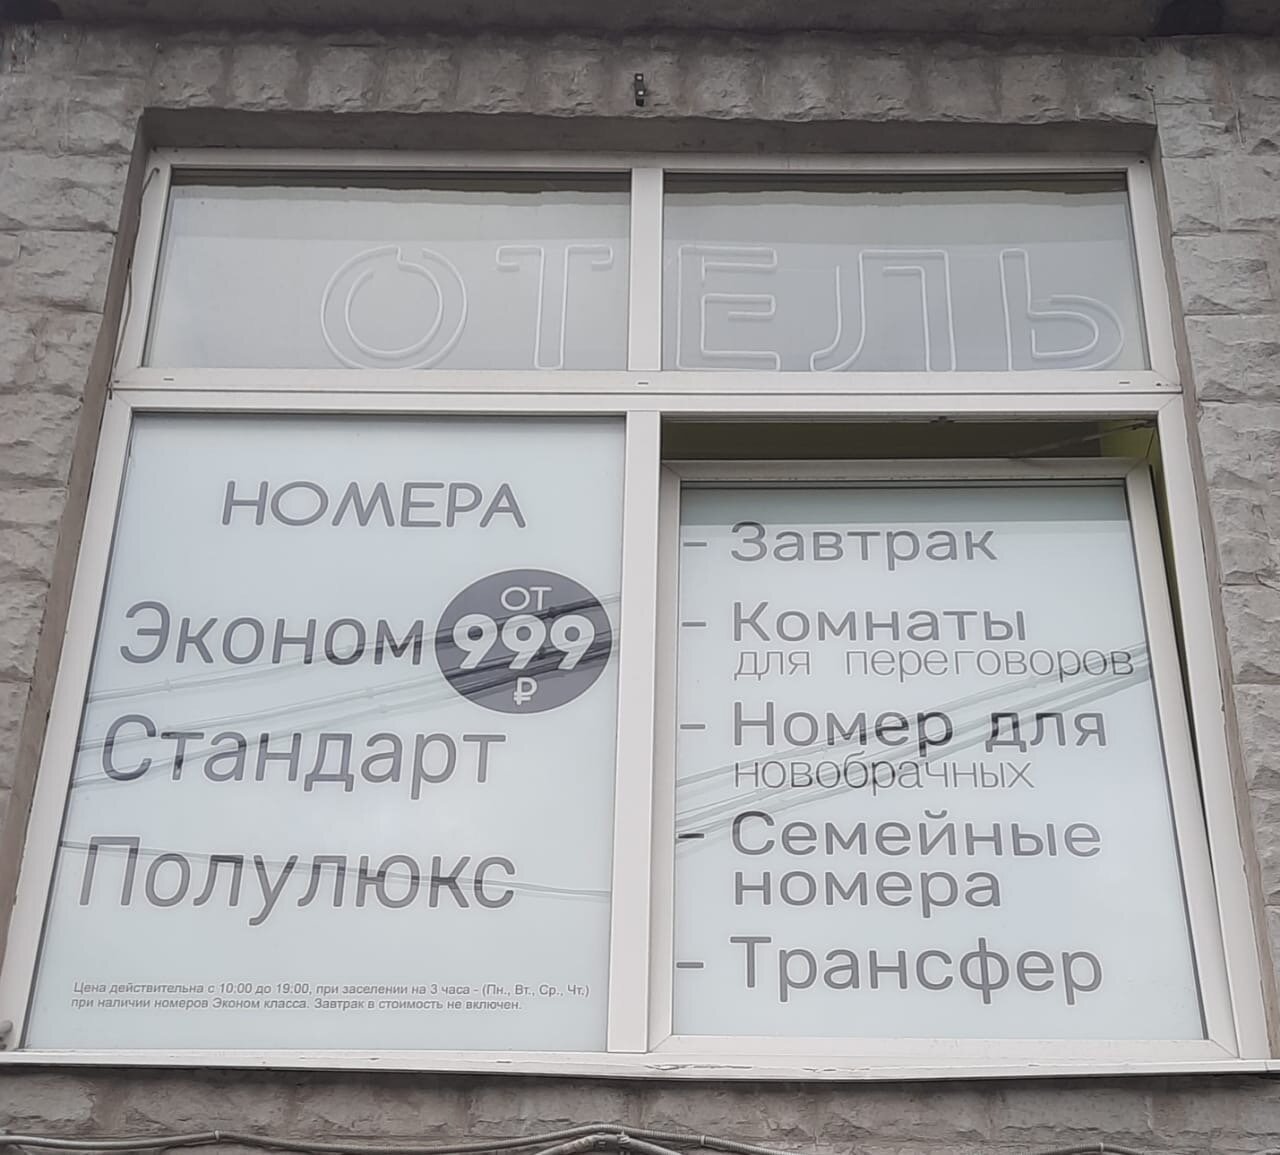 ОТЕЛЬ
НОМЕРА
Эконом
ОТ
999
₽
Стандарт
Полулюкс
Цена действительна с 10:00 до 19:00, при заселении на 3 часа - (Пн., Вт., Ср., Чт.)
при наличии номеров Эконом класса. Завтрак в стоимость не включен.
- Завтрак
- Комнаты
для переговоров
- Номер для
новобрачных
- Семейные
номера
- Трансфер